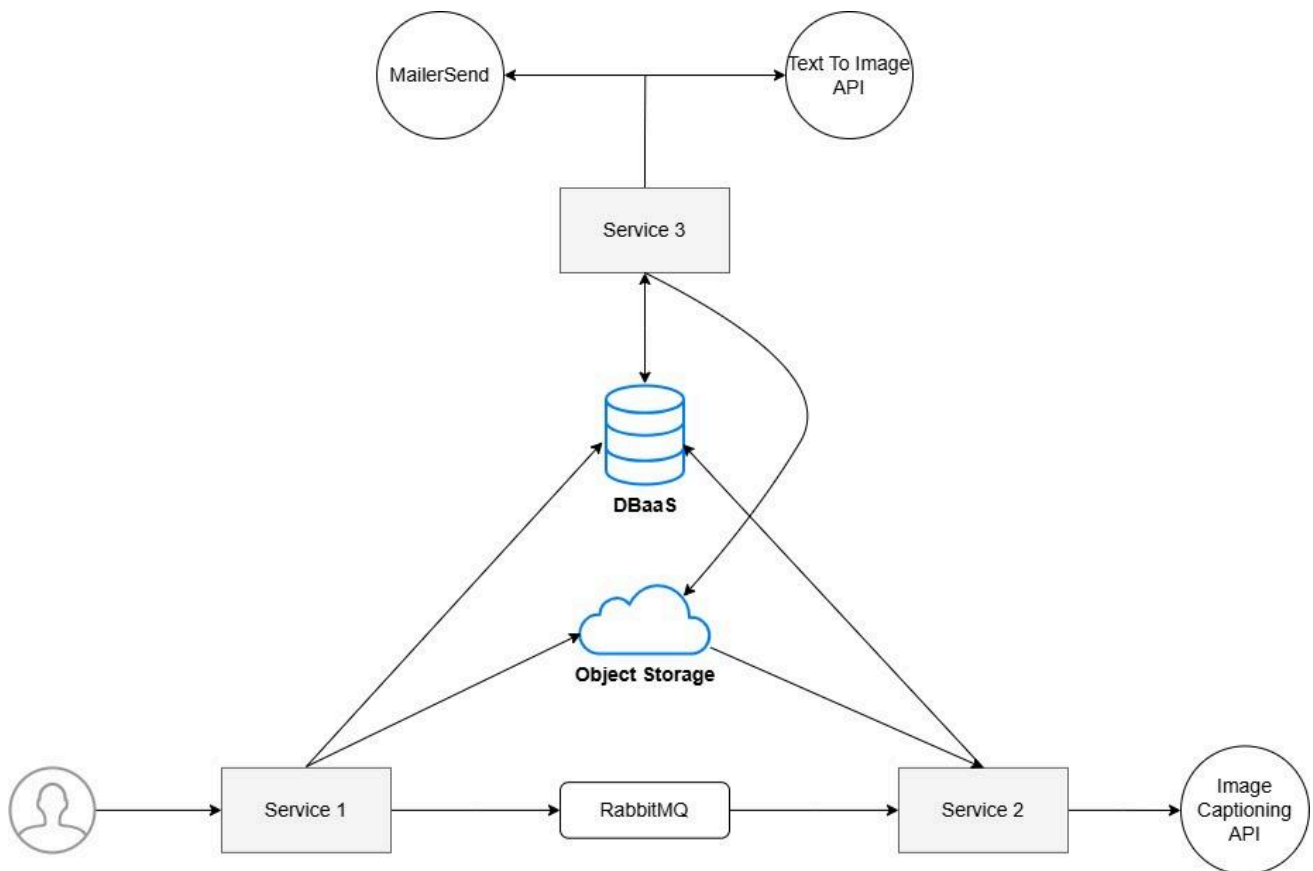 MailerSend
Text To Image
API
Service 3
DBaaS
Object Storage
Service 1
RabbitMQ
Service 2
Image
Captioning
API